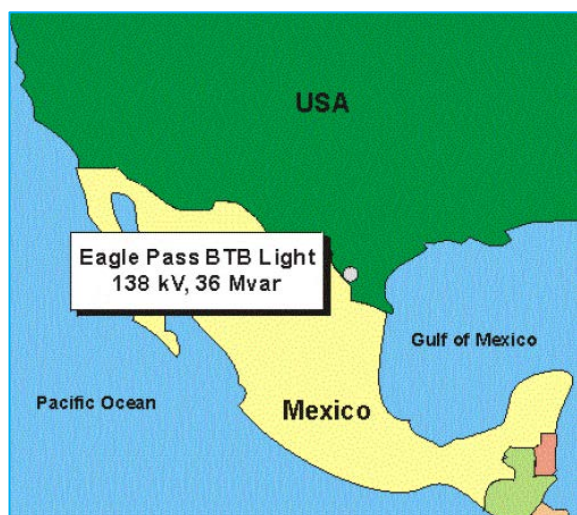 USA
Eagle Pass BTB Light
138 kV, 36 Mvar
Gulf of Mexico
Pacific Ocean
Mexico